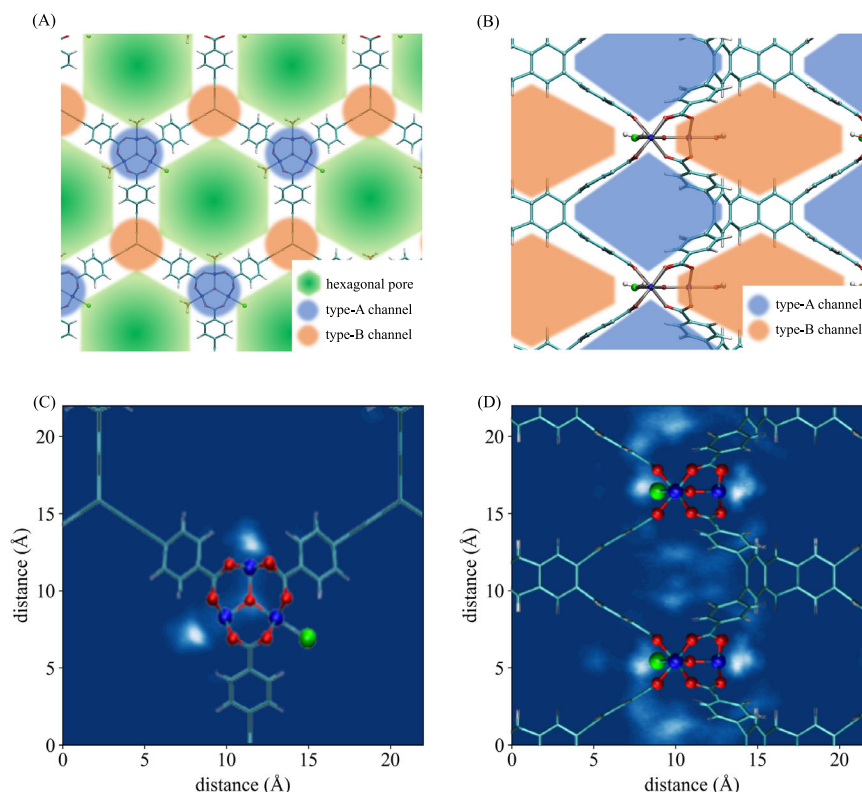 (A)
hexagonal pore
type-A channel
type-B channel
(B)
type-A channel
type-B channel
(C)
distance (Å)
20
15
10
5
0
0 5 10 15 20
distance (Å)
(D)
distance (Å)
20
15
10
5
0
0 5 10 15 20
distance (Å)